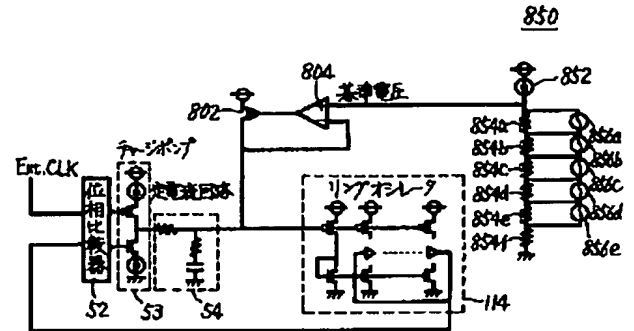 850
804
852
802
基準電圧
854a
854b
854c
854d
854e
854f
856a
856b
856c
856d
856e
チャージポンプ
Ext.CLK
定電流回路
リングオシレータ
位相比較器
52
53
54
114